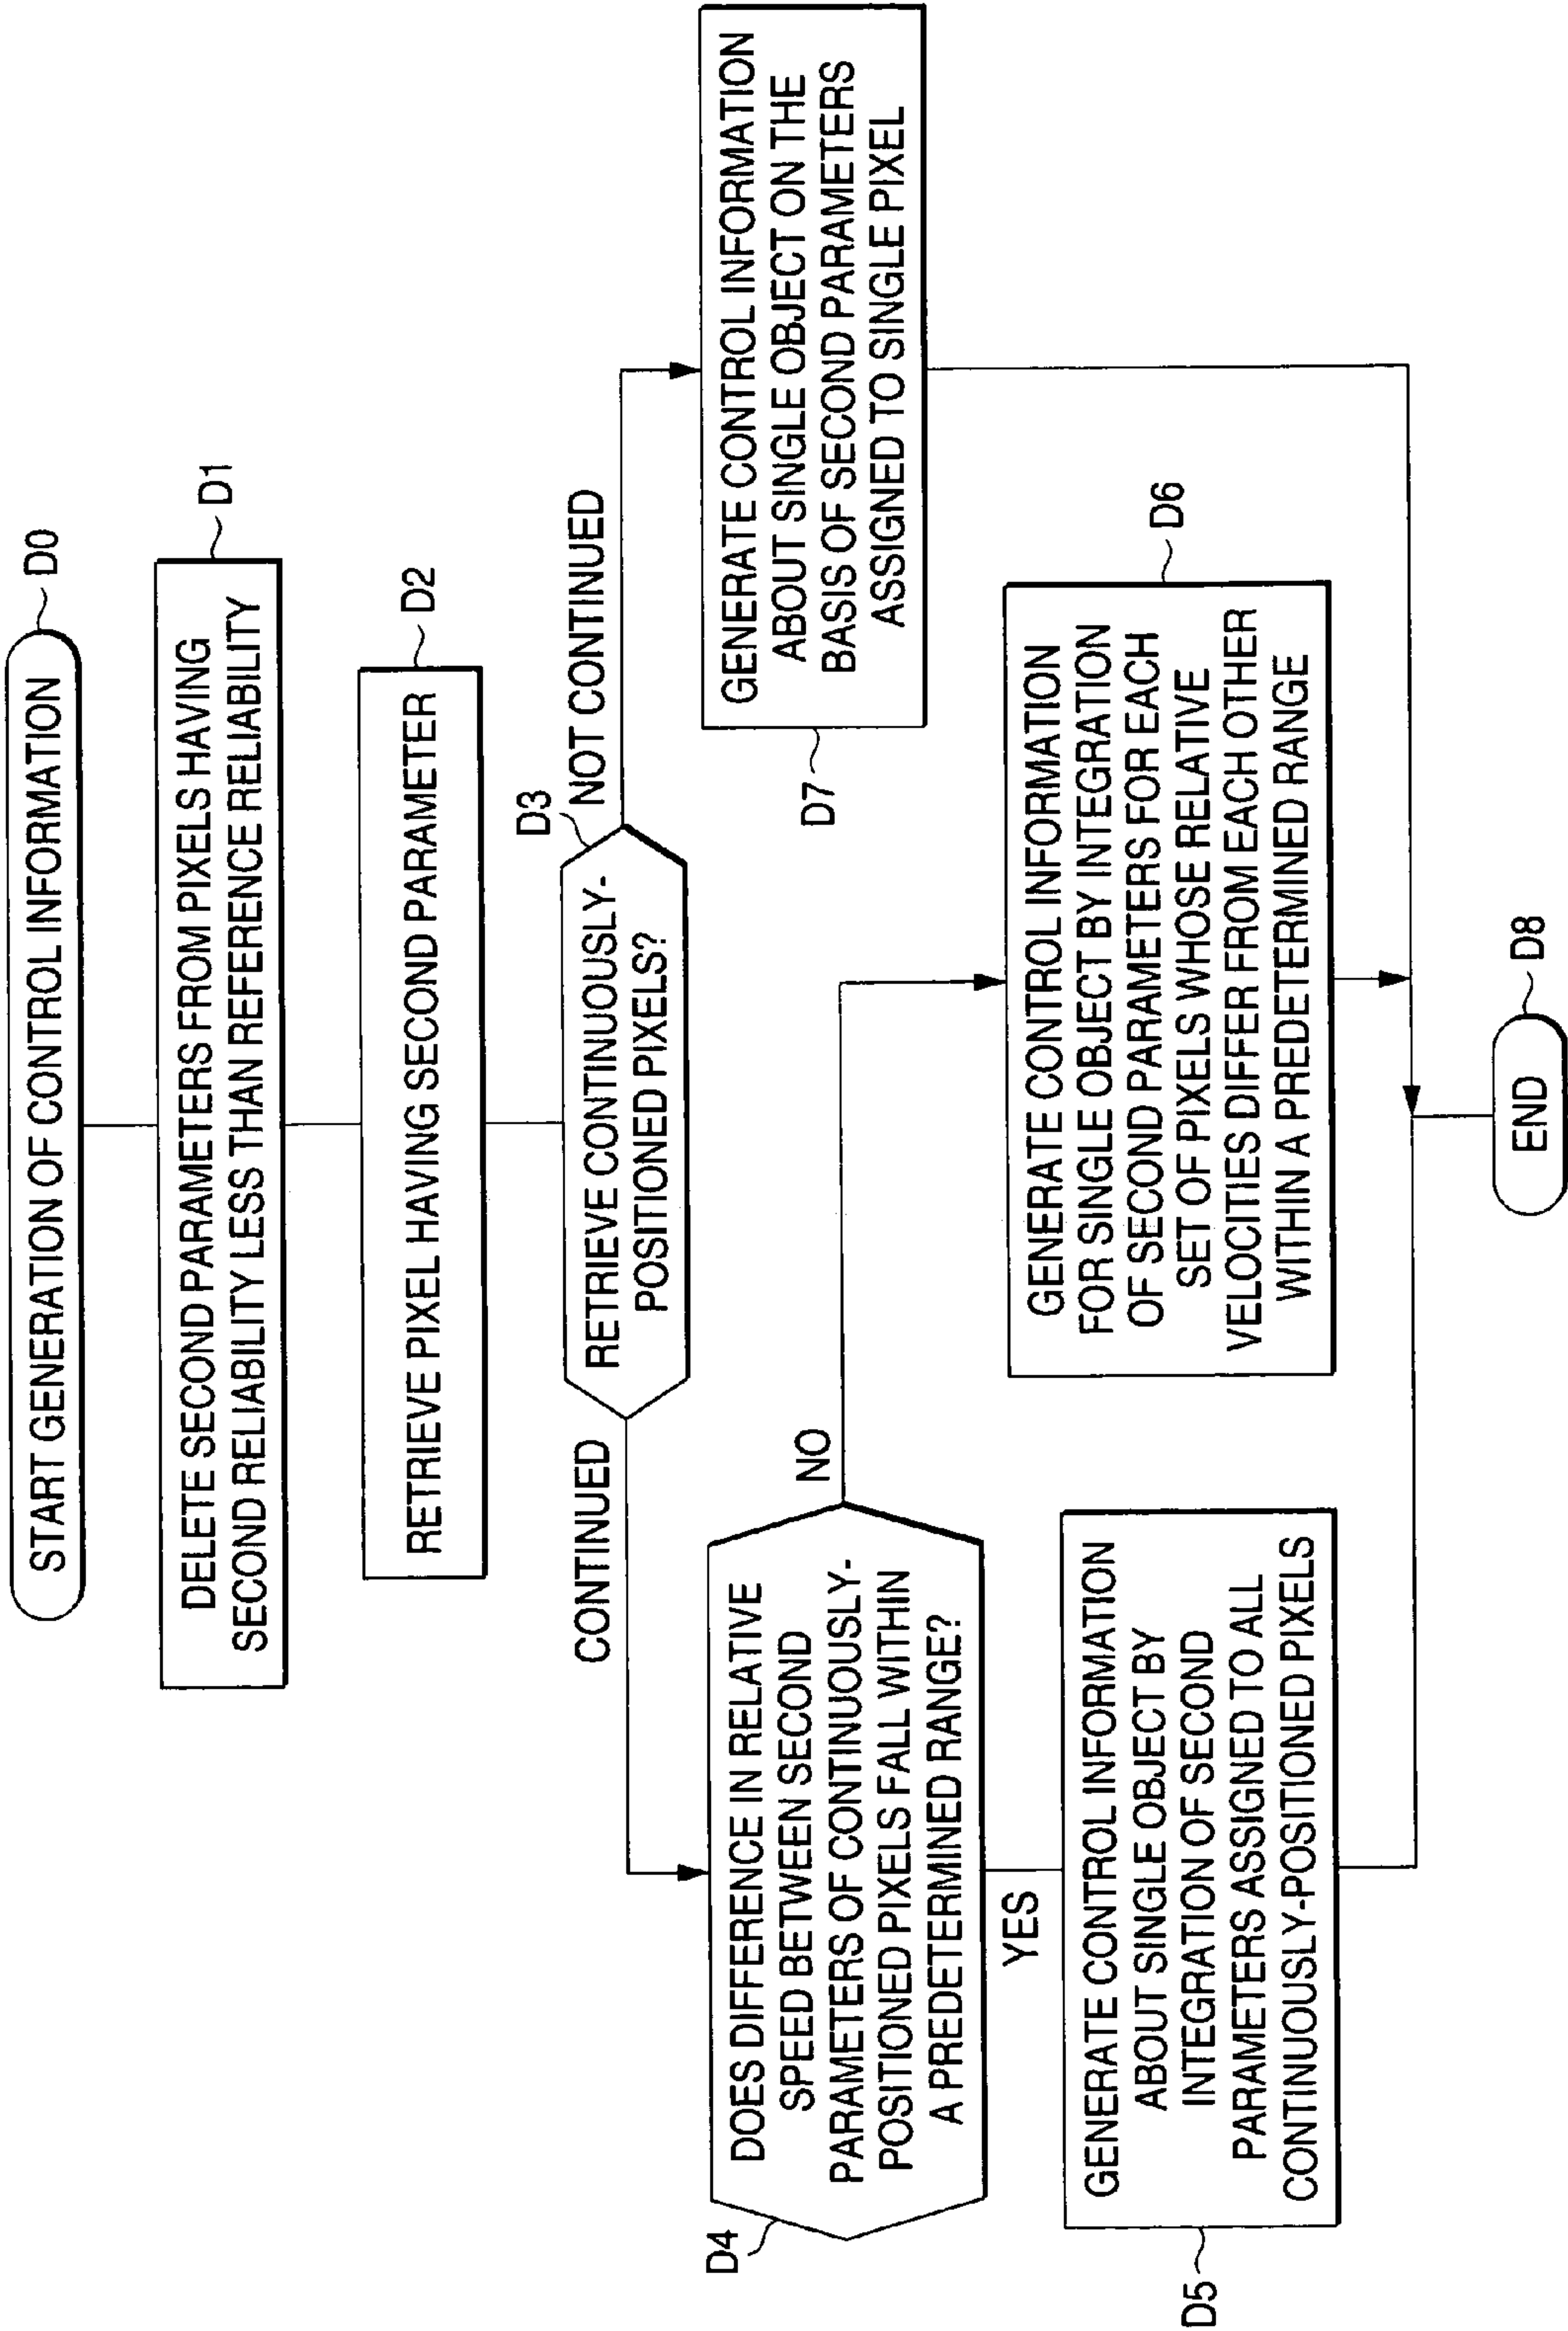 START GENERATION OF CONTROL INFORMATION
D0
DELETE SECOND PARAMETERS FROM PIXELS HAVING
SECOND RELIABILITY LESS THAN REFERENCE RELIABILITY
D1
RETRIEVE PIXEL HAVING SECOND PARAMETER
D2
RETRIEVE CONTINUOUSLY-
POSITIONED PIXELS?
D3
CONTINUED
NOT CONTINUED
DOES DIFFERENCE IN RELATIVE
SPEED BETWEEN SECOND
PARAMETERS OF CONTINUOUSLY-
POSITIONED PIXELS FALL WITHIN
A PREDETERMINED RANGE?
D4
NO
YES
GENERATE CONTROL INFORMATION
ABOUT SINGLE OBJECT BY
INTEGRATION OF SECOND
PARAMETERS ASSIGNED TO ALL
CONTINUOUSLY-POSITIONED PIXELS
D5
GENERATE CONTROL INFORMATION
FOR SINGLE OBJECT BY INTEGRATION
OF SECOND PARAMETERS FOR EACH
SET OF PIXELS WHOSE RELATIVE
VELOCITIES DIFFER FROM EACH OTHER
WITHIN A PREDETERMINED RANGE
D6
GENERATE CONTROL INFORMATION
ABOUT SINGLE OBJECT ON THE
BASIS OF SECOND PARAMETERS
ASSIGNED TO SINGLE PIXEL
D7
END
D8